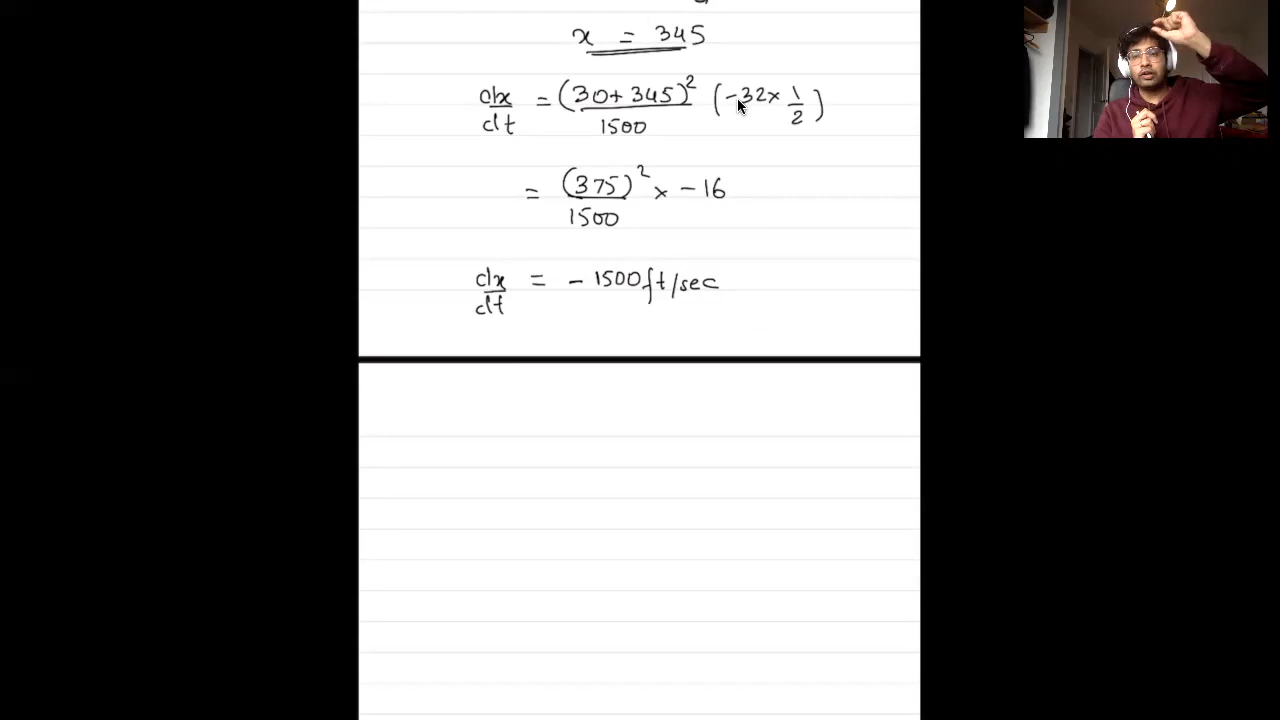 x = 345
dx/dt = (30+345)²/1500 (-32 x 1/2)
= (375)²/1500 x -16
dx/dt = -1500 ft/sec